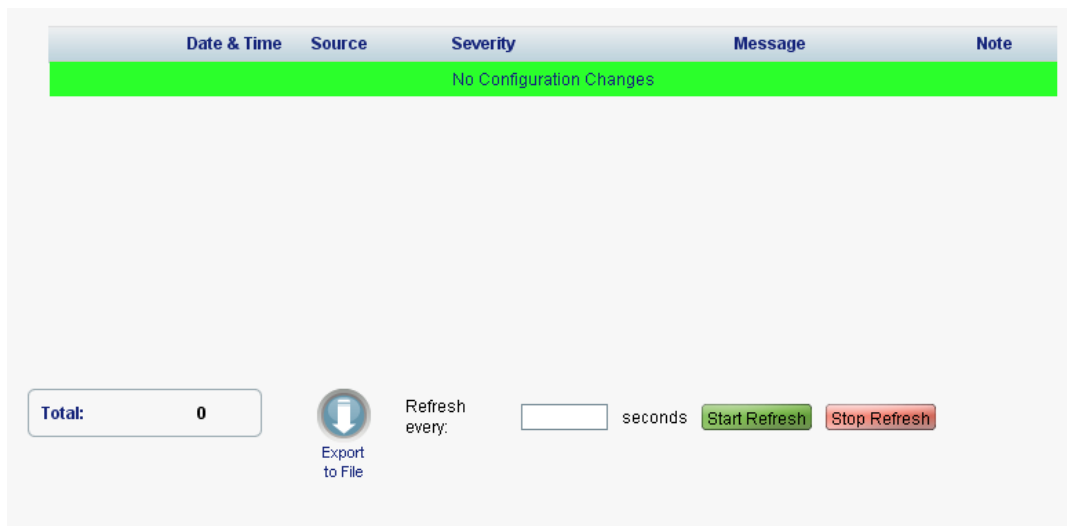 Date & Time Source Severity Message Note
No Configuration Changes
Total: 0
Export
to File
Refresh
every:
seconds
Start Refresh
Stop Refresh